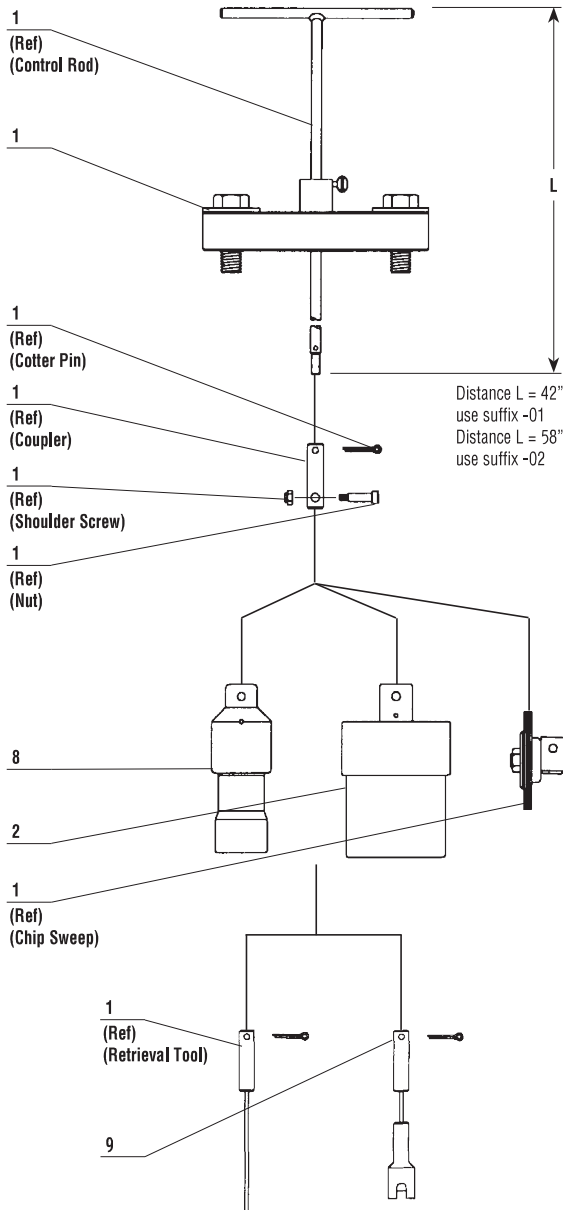 1
(Ref)
(Control Rod)
1
L
1
(Ref)
(Cotter Pin)
Distance L = 42”
use suffix -01
Distance L = 58”
use suffix -02
1
(Ref)
(Coupler)
1
(Ref)
(Shoulder Screw)
1
(Ref)
(Nut)
8
2
1
(Ref)
(Chip Sweep)
1
(Ref)
(Retrieval Tool)
9